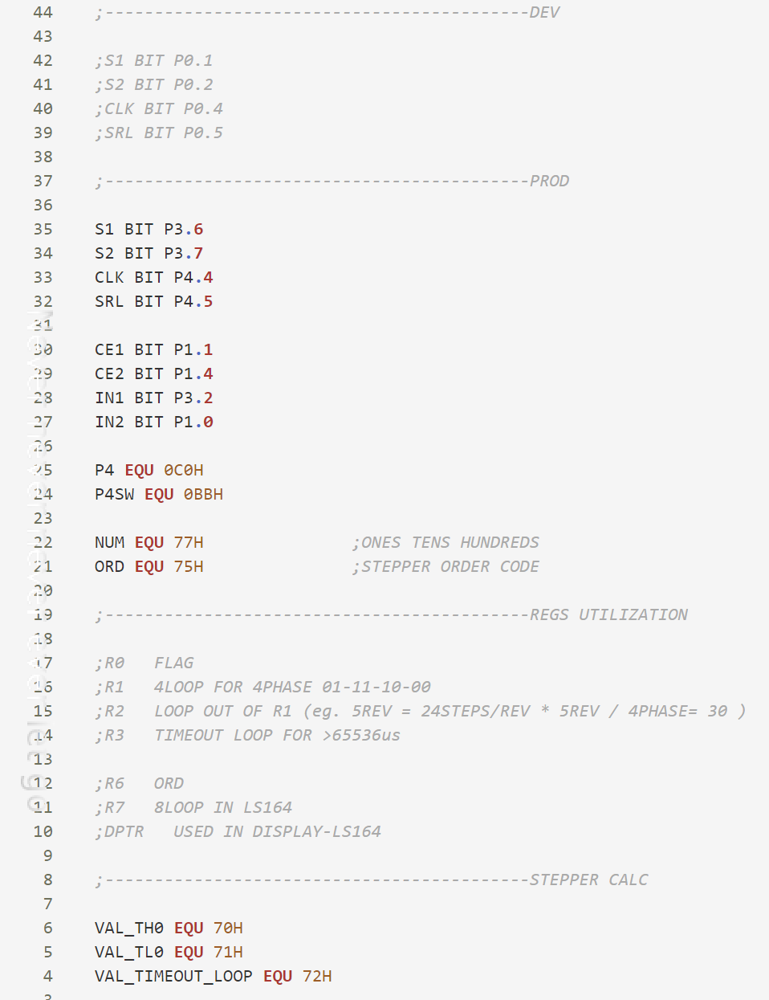 44 ;-------------------------------------------DEV
43
42 ;S1 BIT P0.1
41 ;S2 BIT P0.2
40 ;CLK BIT P0.4
39 ;SRL BIT P0.5
38
37 ;-------------------------------------------PROD
36
35 S1 BIT P3.6
34 S2 BIT P3.7
33 CLK BIT P4.4
32 SRL BIT P4.5
31
30 CE1 BIT P1.1
29 CE2 BIT P1.4
28 IN1 BIT P3.2
27 IN2 BIT P1.0
26
25 P4 EQU 0C0H
24 P4SW EQU 0BBH
23
22 NUM EQU 77H ;ONES TENS HUNDREDS
21 ORD EQU 75H ;STEPPER ORDER CODE
20
19 ;-------------------------------------------REGS UTILIZATION
18
17 ;R0 FLAG
16 ;R1 4LOOP FOR 4PHASE 01-11-10-00
15 ;R2 LOOP OUT OF R1 (eg. 5REV = 24STEPS/REV * 5REV / 4PHASE= 30 )
14 ;R3 TIMEOUT LOOP FOR >65536us
13
12 ;R6 ORD
11 ;R7 8LOOP IN LS164
10 ;DPTR USED IN DISPLAY-LS164
9
8 ;-------------------------------------------STEPPER CALC
7
6 VAL_TH0 EQU 70H
5 VAL_TL0 EQU 71H
4 VAL_TIMEOUT_LOOP EQU 72H
3
Never never never ever let go